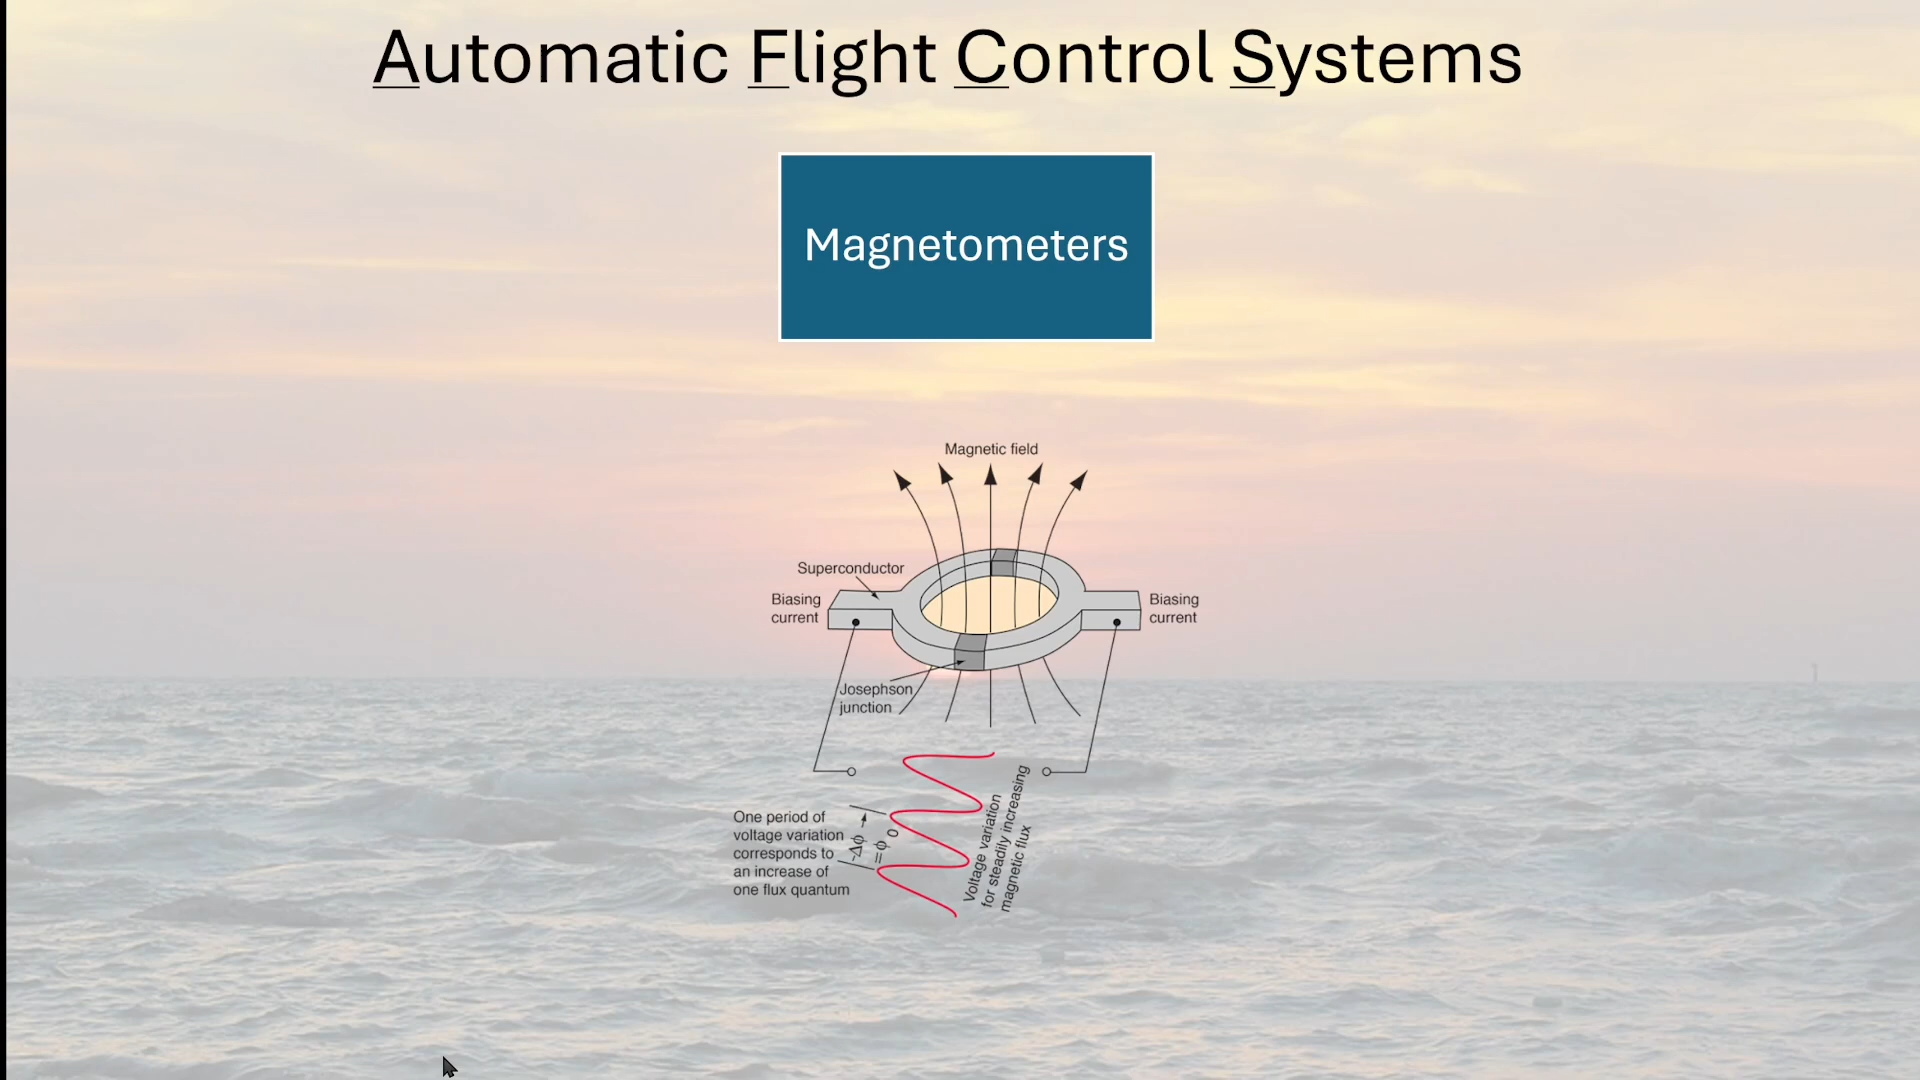 Automatic Flight Control Systems
Magnetometers
Magnetic field
Superconductor
Biasing
current
Biasing
current
Josephson
junction
One period of
voltage variation
corresponds to
an increase of
one flux quantum
Δϕ
=ϕ0
Voltage variation
for steadily increasing
magnetic flux